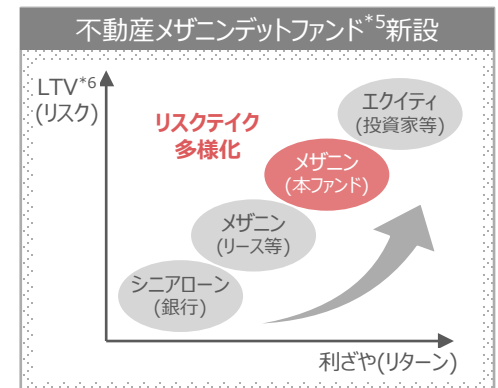 不動産メザニンデットファンド*5新設
LTV*6
(リスク)
リスクテイク
多様化
エクイティ
(投資家等)
メザニン
(本ファンド)
メザニン
(リース等)
シニアローン
(銀行)
利ざや(リターン)